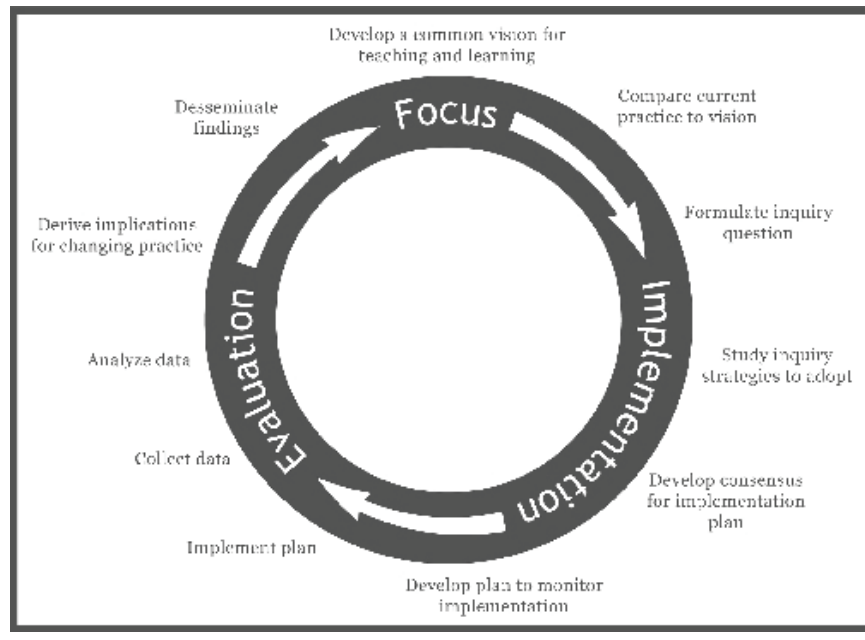 Develop a common vision for
teaching and learning
Focus
Compare current
practice to vision
Formulate inquiry
question
Implementation
Study inquiry
strategies to adopt
Develop consensus
for implementation
plan
Develop plan to monitor
implementation
Implement plan
Evaluation
Collect data
Analyze data
Derive implications
for changing practice
Desseminate
findings